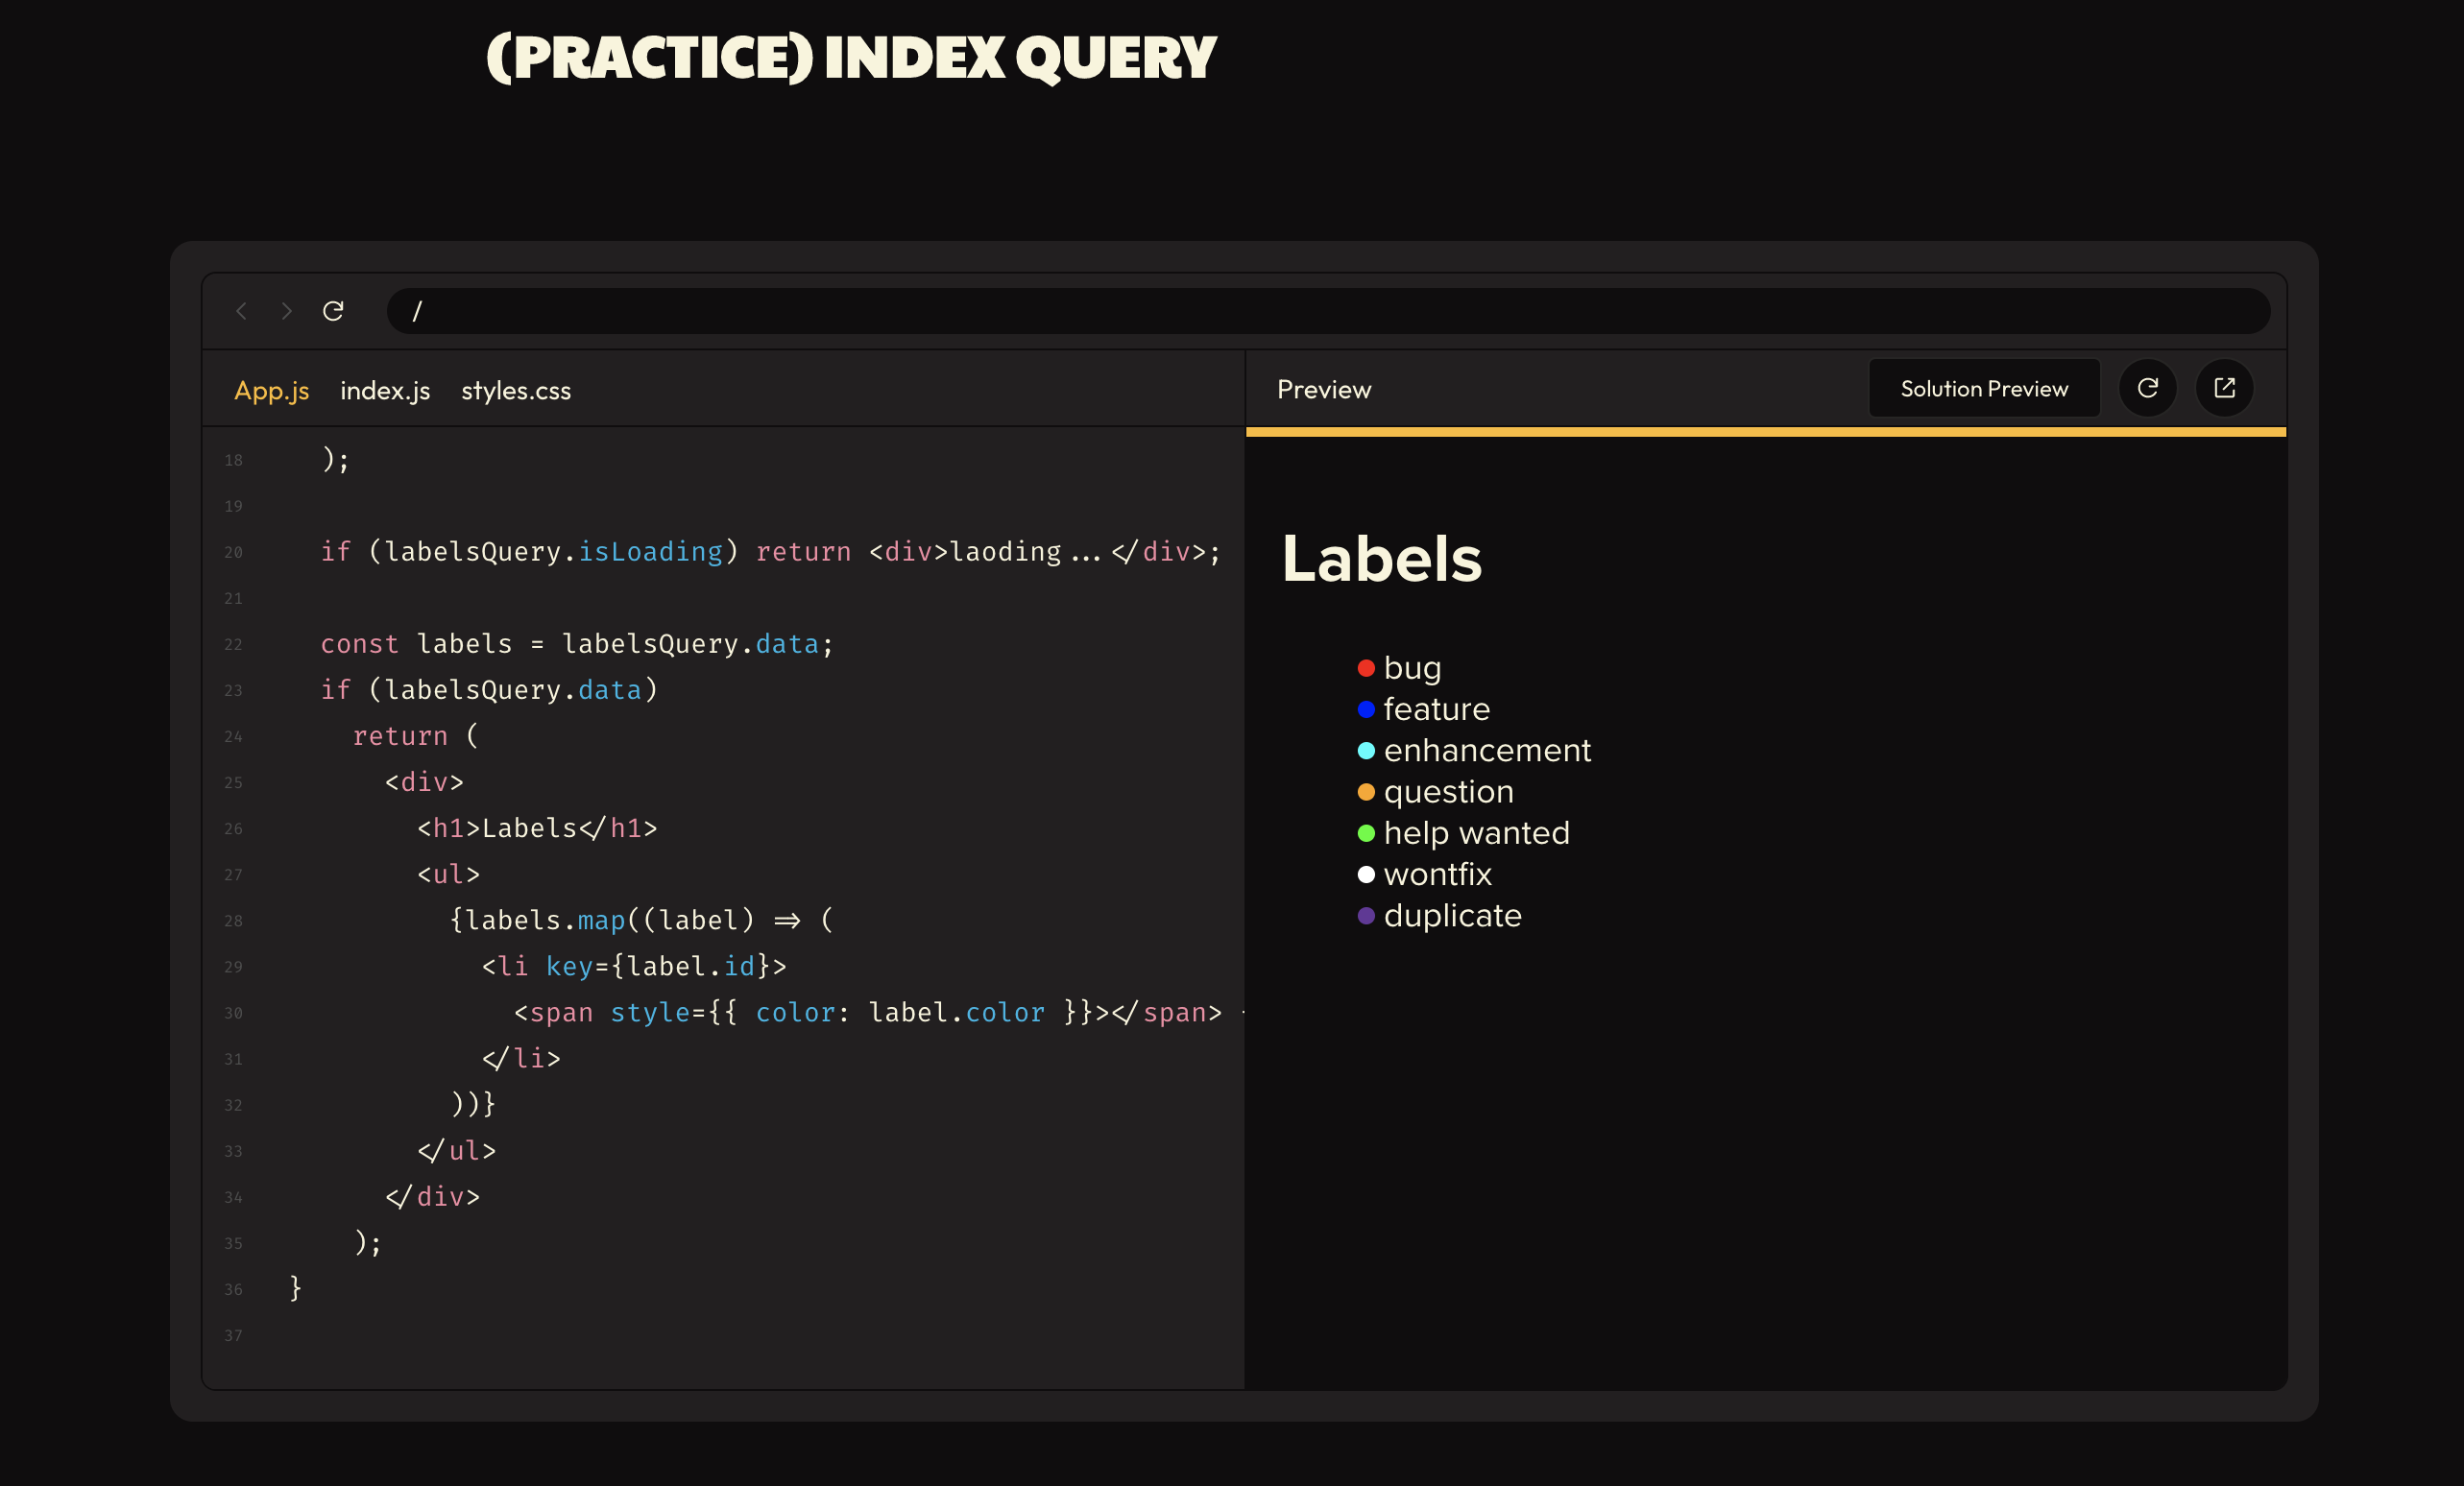 (PRACTICE) INDEX QUERY
/
App.js index.js styles.css
18 );
19
20 if (labelsQuery.isLoading) return <div>laoding...</div>;
21
22 const labels = labelsQuery.data;
23 if (labelsQuery.data)
24 return (
25 <div>
26 <h1>Labels</h1>
27 <ul>
28 {labels.map((label) => (
29 <li key={label.id}>
30 <span style={{ color: label.color }}></span>
31 </li>
32 ))}
33 </ul>
34 </div>
35 );
36 }
37
Preview
Solution Preview
Labels
bug
feature
enhancement
question
help wanted
wontfix
duplicate